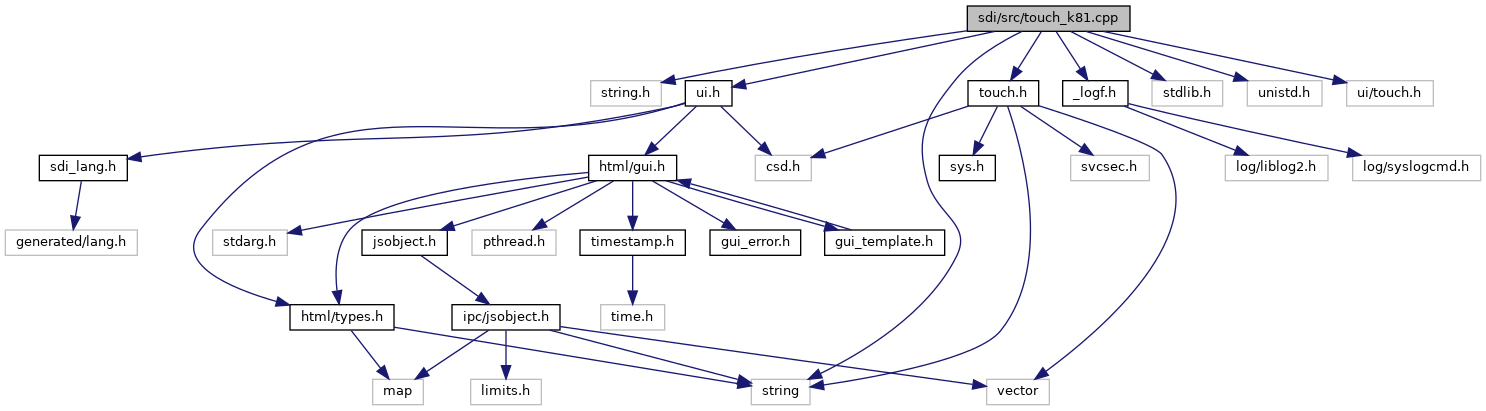 sdi/src/touch_k81.cpp
string.h
ui.h
touch.h
_logf.h
stdlib.h
unistd.h
ui/touch.h
sdi_lang.h
html/gui.h
csd.h
sys.h
svcsec.h
log/liblog2.h
log/syslogcmd.h
generated/lang.h
stdarg.h
jsobject.h
pthread.h
timestamp.h
gui_error.h
gui_template.h
html/types.h
ipc/jsobject.h
time.h
map
limits.h
string
vector